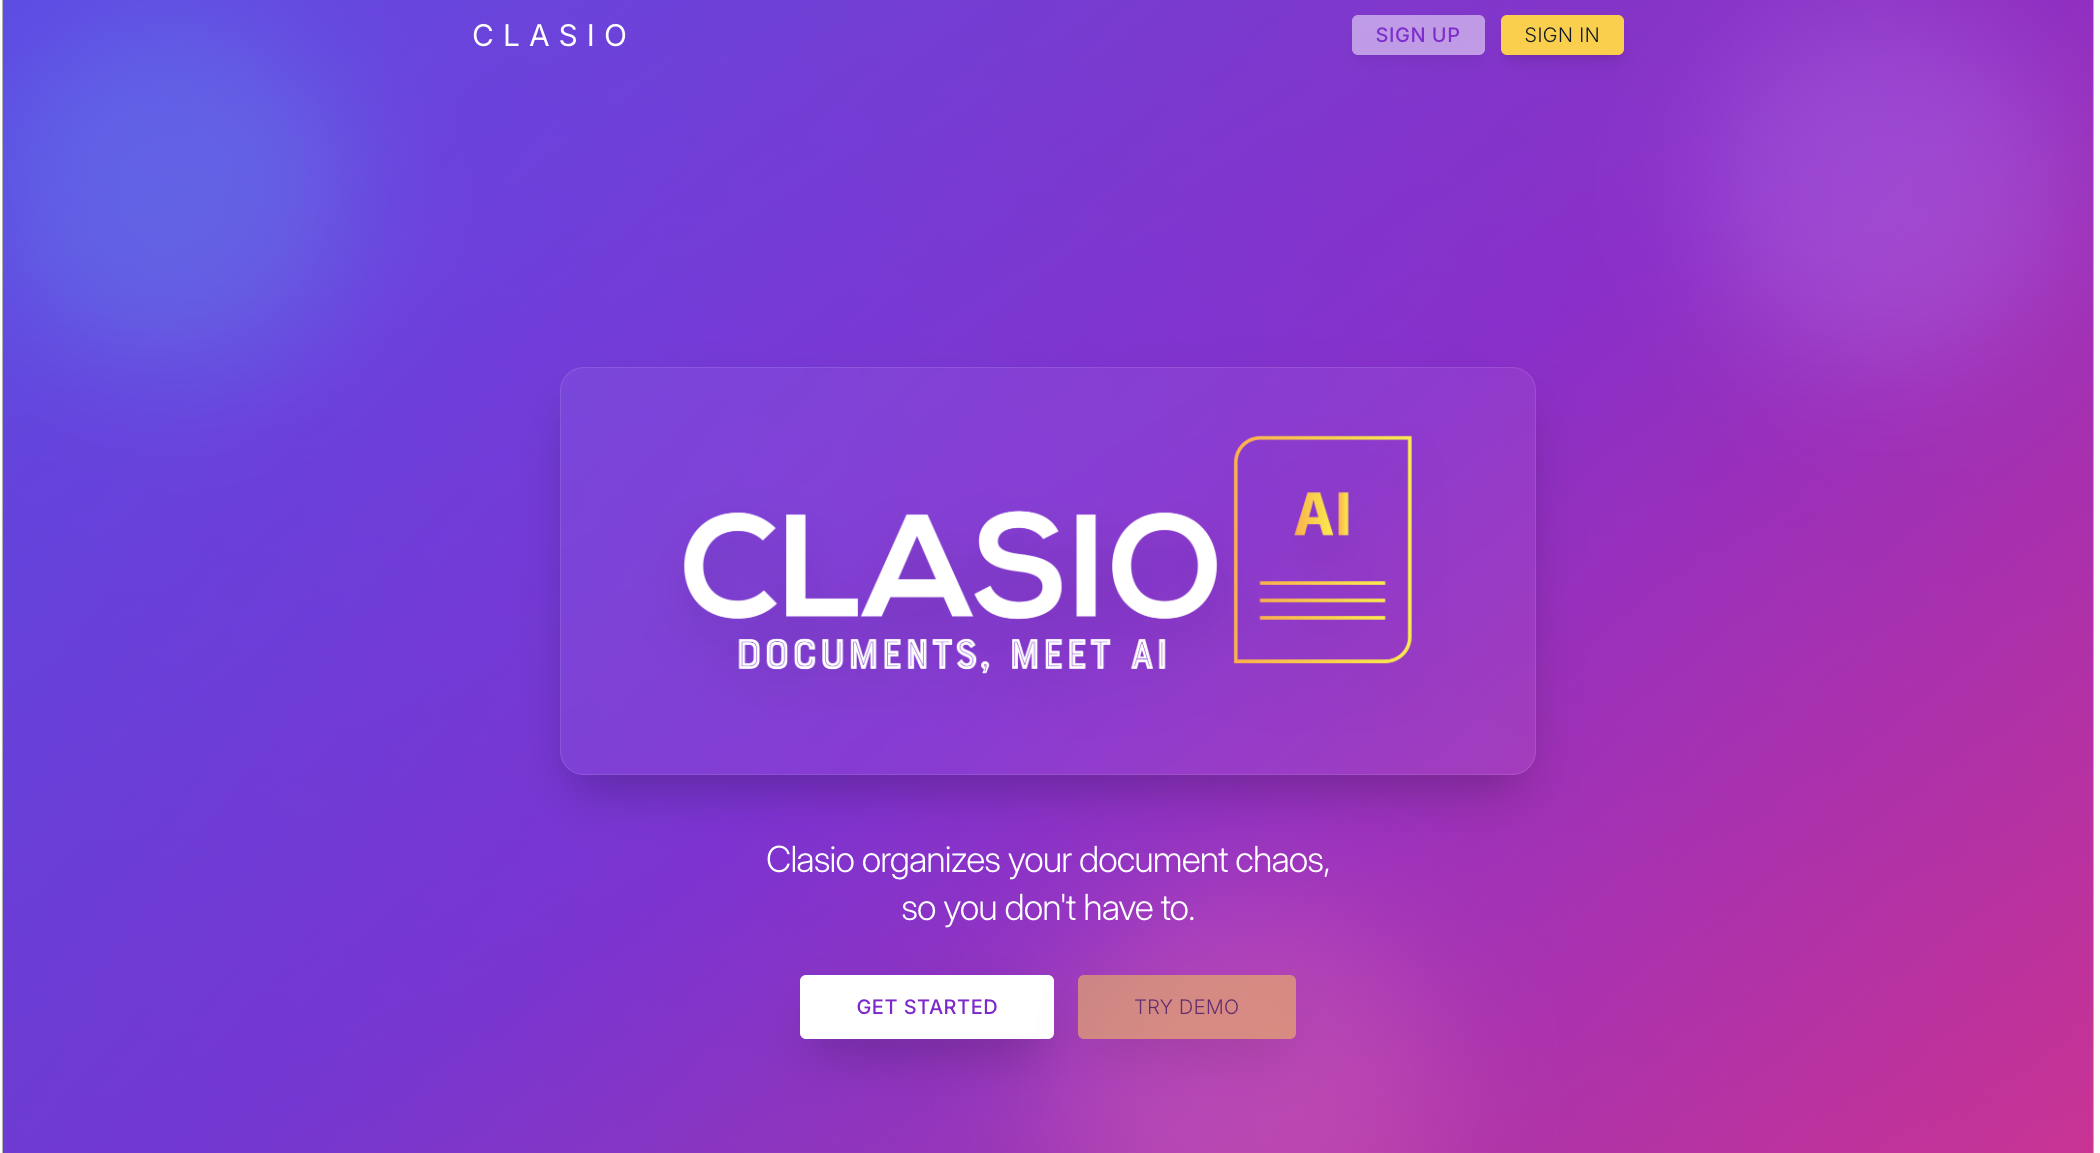 CLASIO
SIGN UP
SIGN IN
AI
CLASIO
DOCUMENTS, MEET AI
Clasio organizes your document chaos,
so you don't have to.
GET STARTED
TRY DEMO